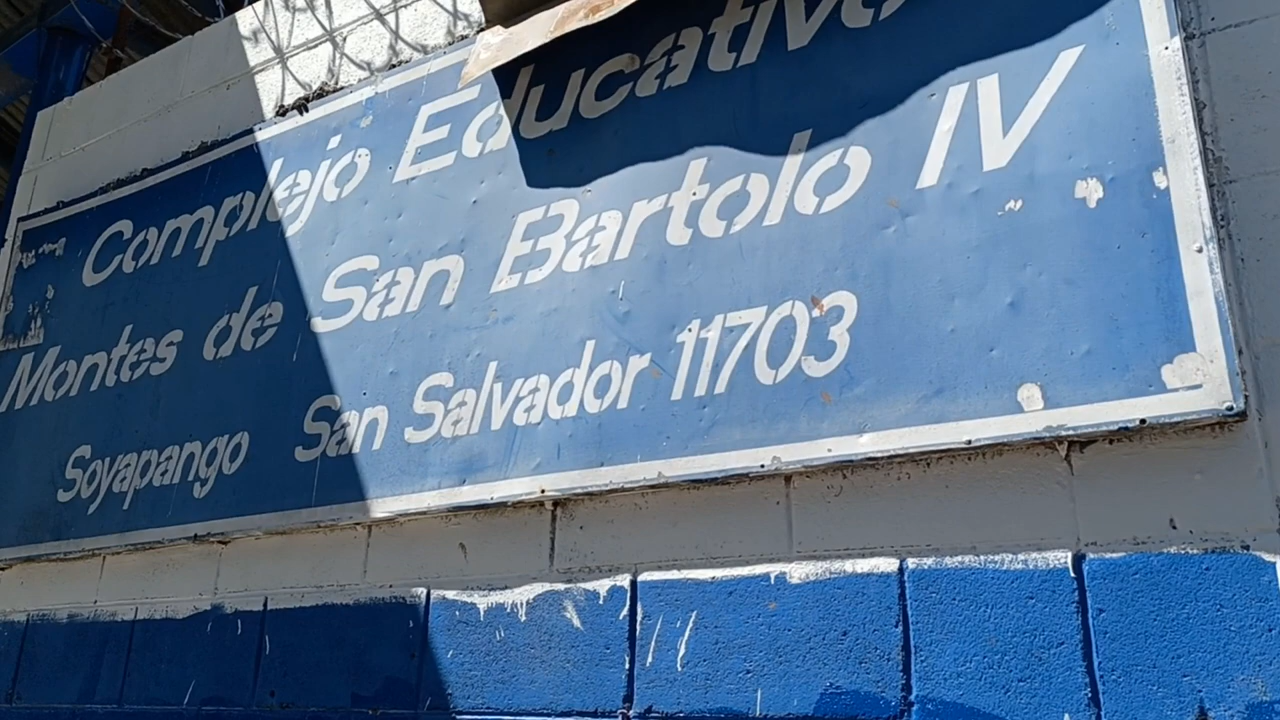 Complejo Educativo
Montes de San Bartolo IV
Soyapango San Salvador 11703